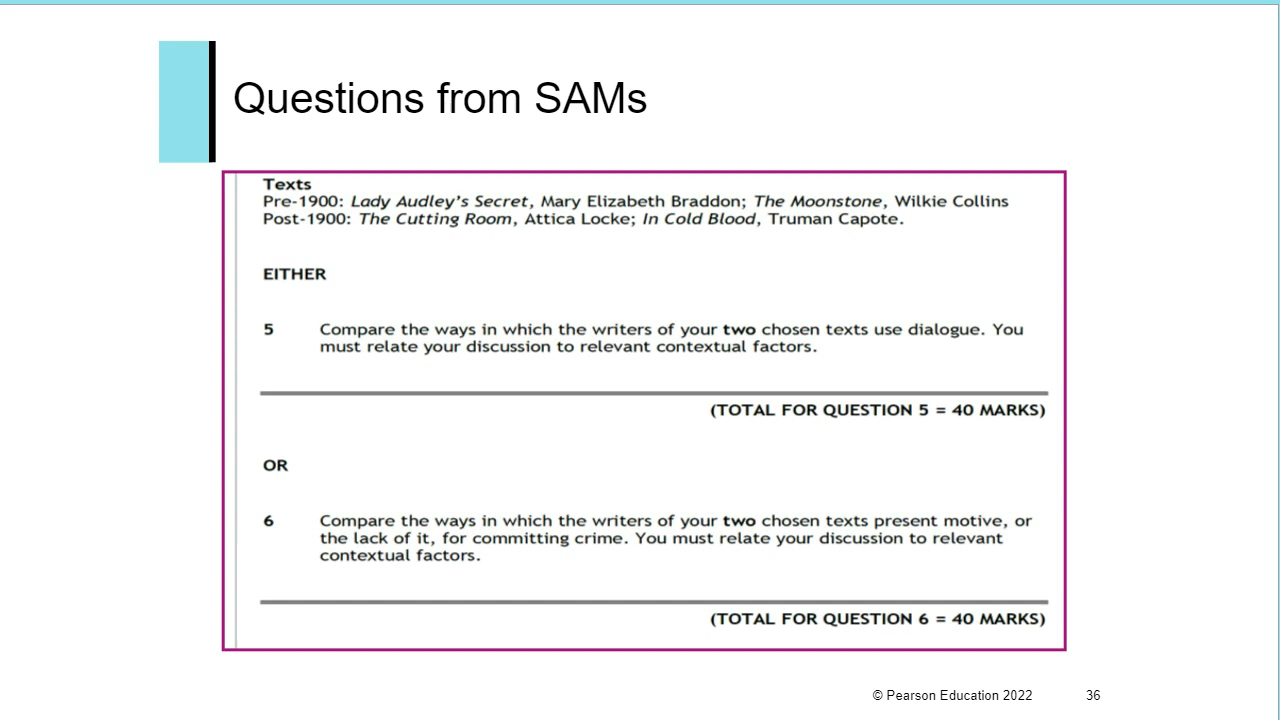 Questions from SAMs
Texts
Pre-1900: Lady Audley's Secret, Mary Elizabeth Braddon; The Moonstone, Wilkie Collins
Post-1900: The Cutting Room, Attica Locke; In Cold Blood, Truman Capote.
EITHER
5 Compare the ways in which the writers of your two chosen texts use dialogue. You
must relate your discussion to relevant contextual factors.
(TOTAL FOR QUESTION 5 = 40 MARKS)
OR
6 Compare the ways in which the writers of your two chosen texts present motive, or
the lack of it, for committing crime. You must relate your discussion to relevant
contextual factors.
(TOTAL FOR QUESTION 6 = 40 MARKS)
© Pearson Education 2022 36